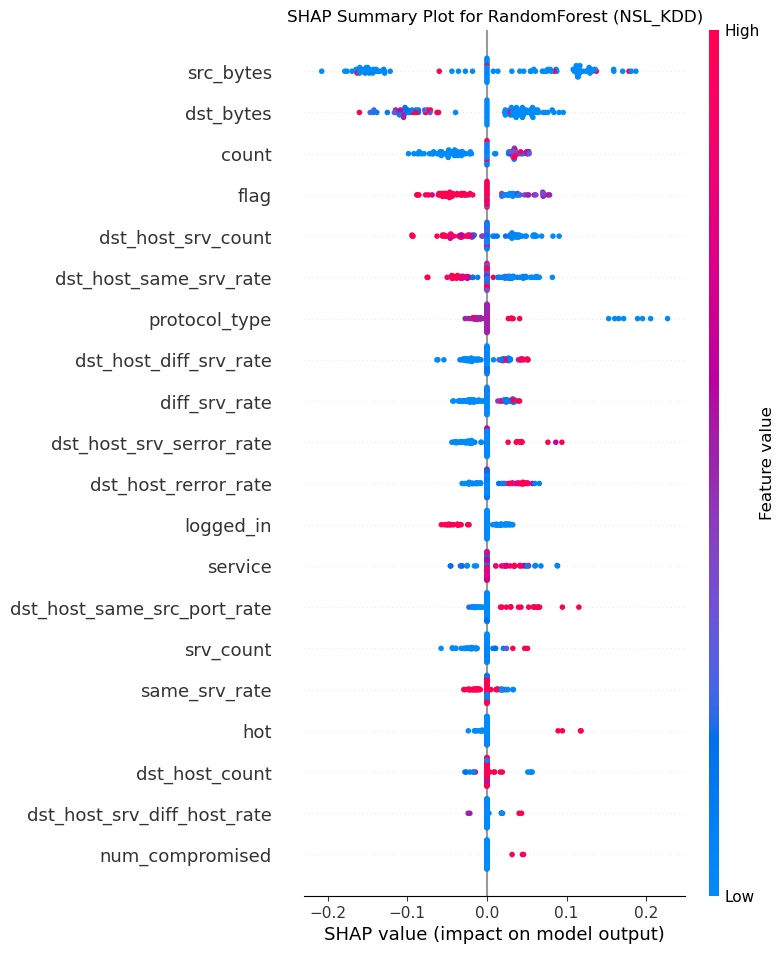 SHAP Summary Plot for RandomForest (NSL_KDD)
High
src_bytes
dst_bytes
count
flag
dst_host_srv_count
dst_host_same_srv_rate
protocol_type
dst_host_diff_srv_rate
diff_srv_rate
dst_host_srv_serror_rate
dst_host_rerror_rate
logged_in
service
dst_host_same_src_port_rate
srv_count
same_srv_rate
hot
dst_host_count
dst_host_srv_diff_host_rate
num_compromised
Feature value
Low
−0.2 −0.1 0.0 0.1 0.2
SHAP value (impact on model output)